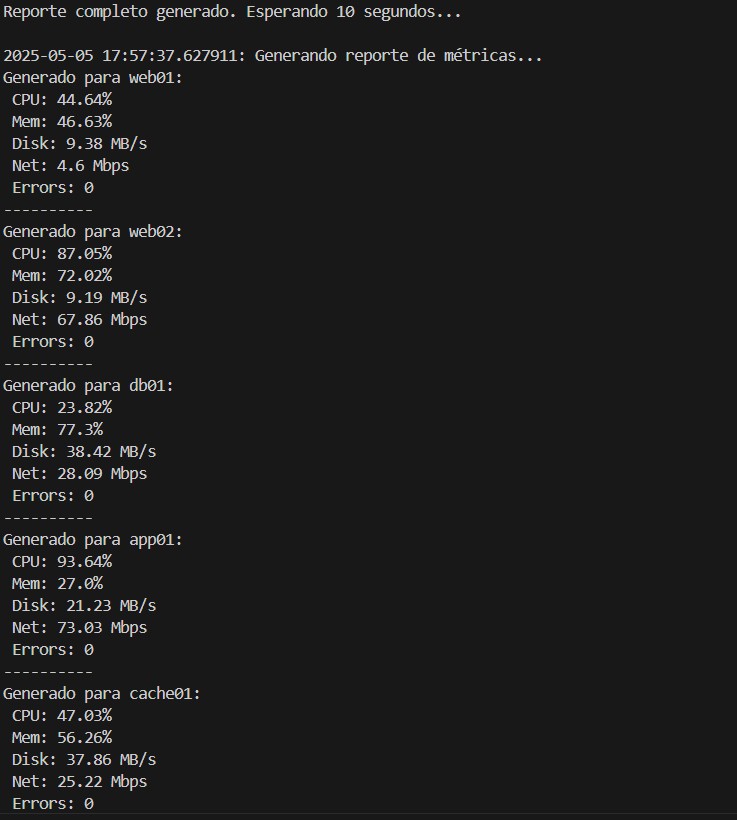 Reporte completo generado. Esperando 10 segundos...
2025-05-05 17:57:37.627911: Generando reporte de métricas...
Generado para web01:
CPU: 44.64%
Mem: 46.63%
Disk: 9.38 MB/s
Net: 4.6 Mbps
Errors: 0
----------
Generado para web02:
CPU: 87.05%
Mem: 72.02%
Disk: 9.19 MB/s
Net: 67.86 Mbps
Errors: 0
----------
Generado para db01:
CPU: 23.82%
Mem: 77.3%
Disk: 38.42 MB/s
Net: 28.09 Mbps
Errors: 0
----------
Generado para app01:
CPU: 93.64%
Mem: 27.0%
Disk: 21.23 MB/s
Net: 73.03 Mbps
Errors: 0
----------
Generado para cache01:
CPU: 47.03%
Mem: 56.26%
Disk: 37.86 MB/s
Net: 25.22 Mbps
Errors: 0